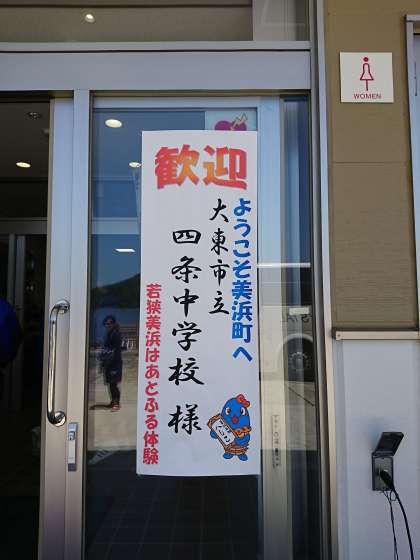 歓迎
ようこそ美浜町へ
大東市立
四条中学校 様
若狭美浜はあとふる体験
WOMEN